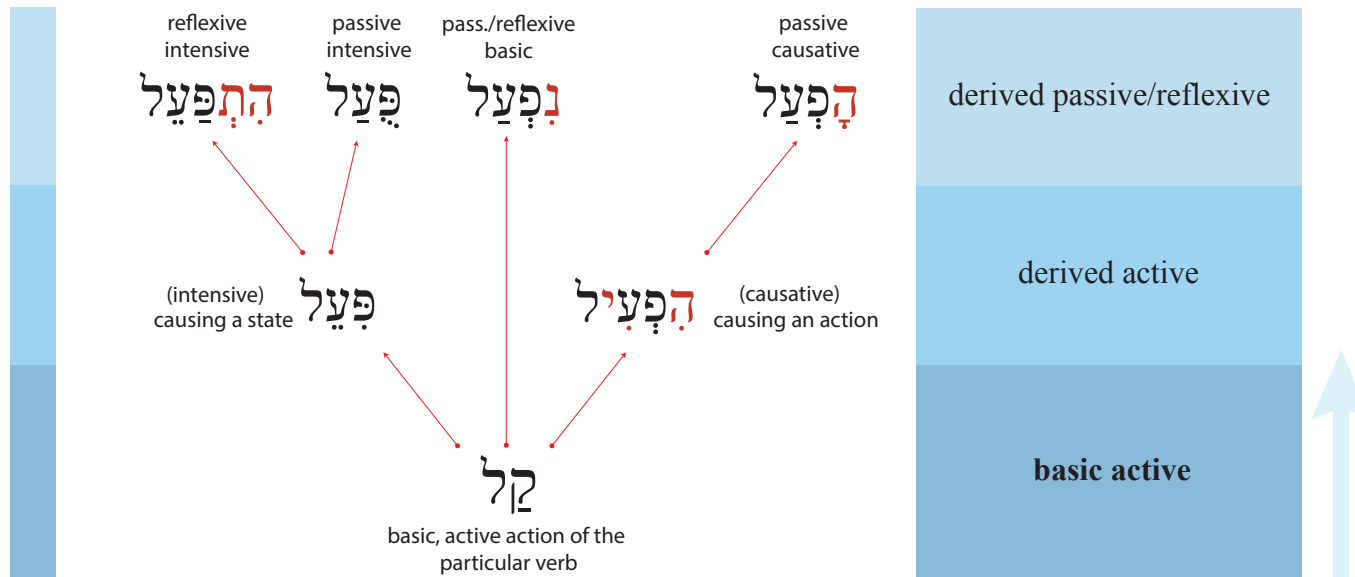 reflexive
intensive
הִתְפַּעֵל
passive
intensive
פֻּעַל
pass./reflexive
basic
נִפְעַל
passive
causative
הָפְעַל
derived passive/reflexive
(intensive)
causing a state
פִּעֵל
הִפְעִיל
(causative)
causing an action
derived active
קַל
basic, active action of the
particular verb
basic active